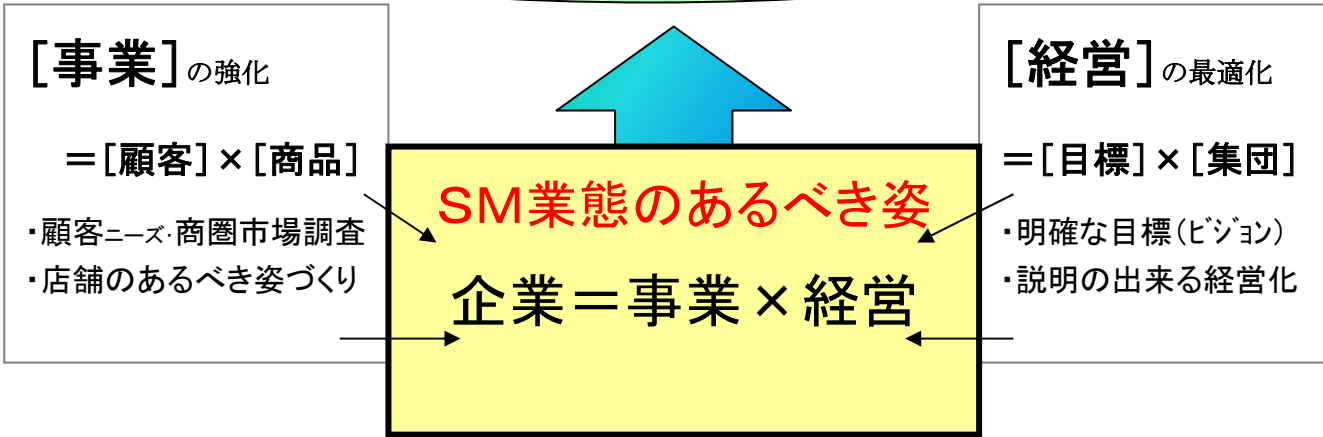 [事業]の強化
＝[顧客]×[商品]
・顧客ニーズ・商圏市場調査
・店舗のあるべき姿づくり
SM業態のあるべき姿
企業＝事業×経営
[経営]の最適化
＝[目標]×[集団]
・明確な目標(ﾋﾞｼﾞｮﾝ)
・説明の出来る経営化